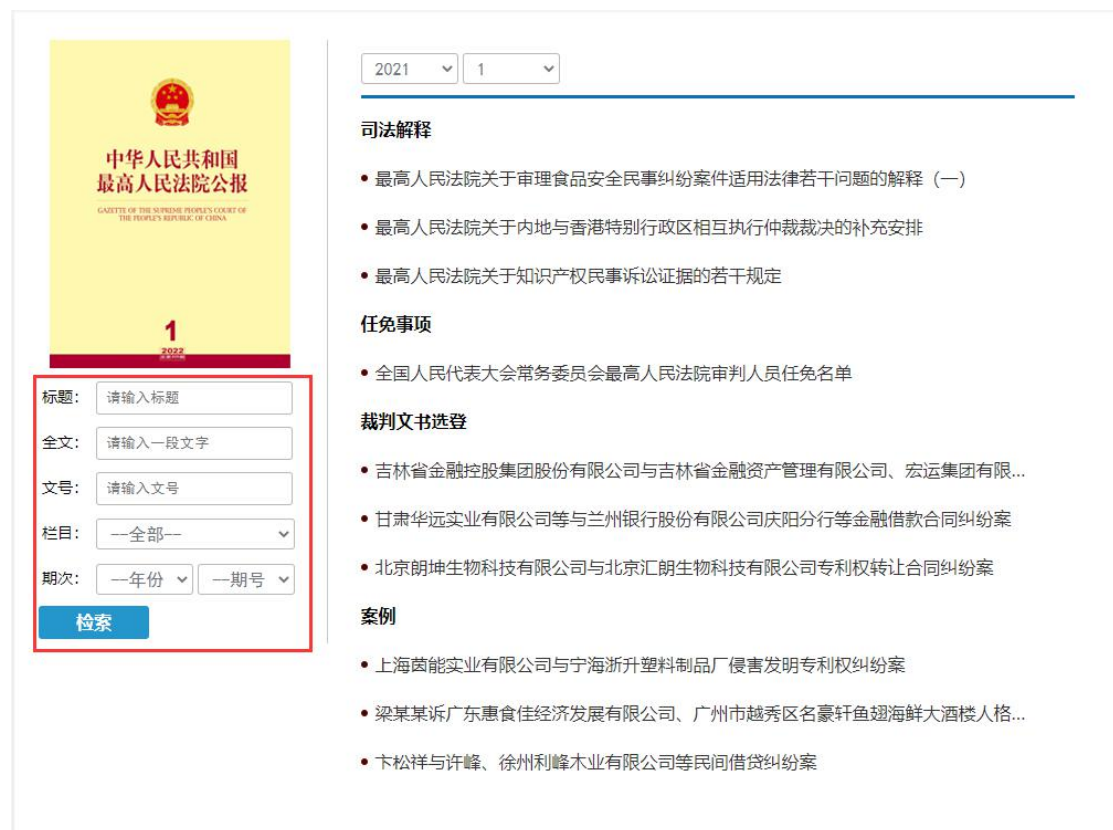 中华人民共和国
最高人民法院公报
GAZETTE OF THE SUPREME PEOPLE'S COURT OF
THE PEOPLE'S REPUBLIC OF CHINA
1
2022
标题: 请输入标题
全文: 请输入一段文字
文号: 请输入文号
栏目: --全部--
期次: --年份 --期号
检索
2021 1
司法解释
• 最高人民法院关于审理食品安全民事纠纷案件适用法律若干问题的解释（一）
• 最高人民法院关于内地与香港特别行政区相互执行仲裁裁决的补充安排
• 最高人民法院关于知识产权民事诉讼证据的若干规定
任免事项
• 全国人民代表大会常务委员会最高人民法院审判人员任免名单
裁判文书选登
• 吉林省金融控股集团股份有限公司与吉林省金融资产管理有限公司、宏运集团有限...
• 甘肃华远实业有限公司等与兰州银行股份有限公司庆阳分行等金融借款合同纠纷案
• 北京朗坤生物科技有限公司与北京汇朗生物科技有限公司专利权转让合同纠纷案
案例
• 上海茵能实业有限公司与宁海浙升塑料制品厂侵害发明专利权纠纷案
• 梁某某诉广东惠食佳经济发展有限公司、广州市越秀区名豪轩鱼翅海鲜大酒楼人格...
• 卞松祥与许峰、徐州利峰木业有限公司等民间借贷纠纷案